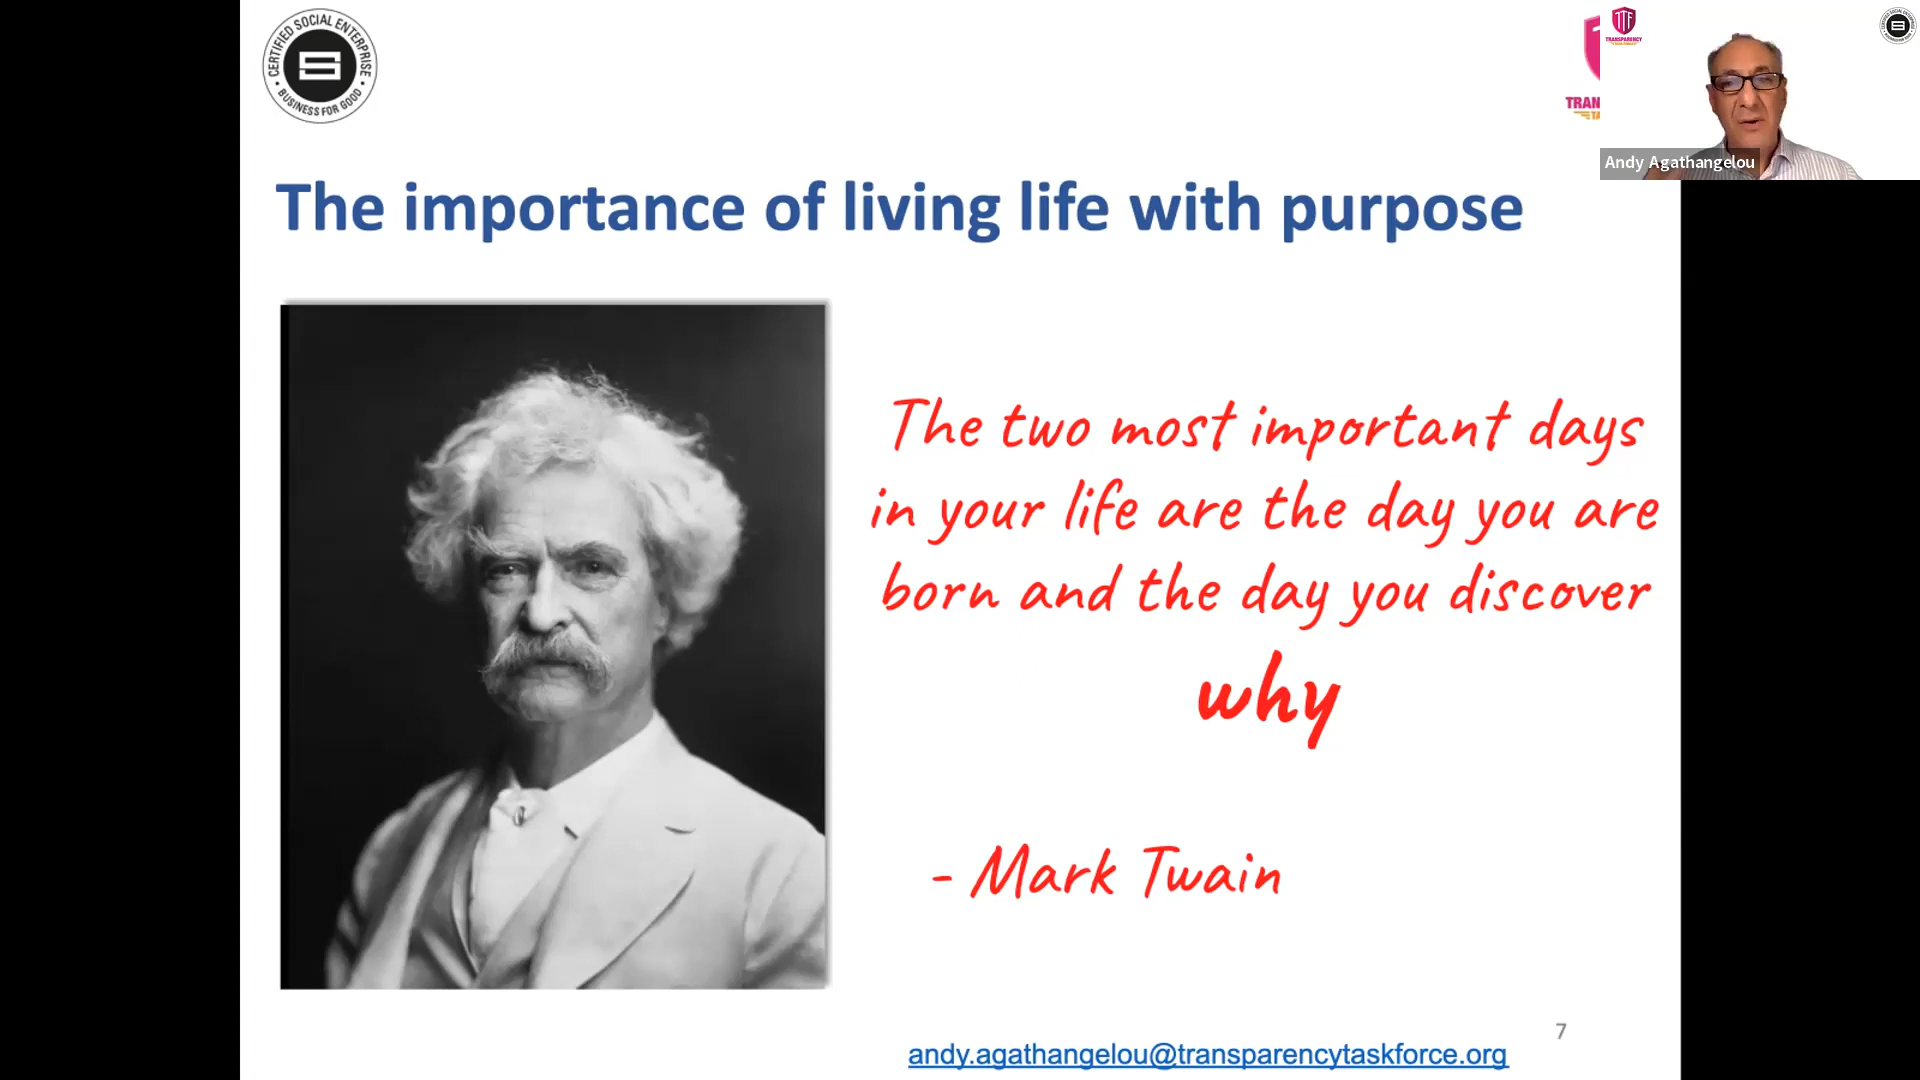 CERTIFIED SOCIAL ENTERPRISE
BUSINESS FOR GOOD
TRAN
TTF
TRANSPARENCY
Andy Agathangelou
The importance of living life with purpose
The two most important days
in your life are the day you are
born and the day you discover
why
- Mark Twain
7
andy.agathangelou@transparencytaskforce.org